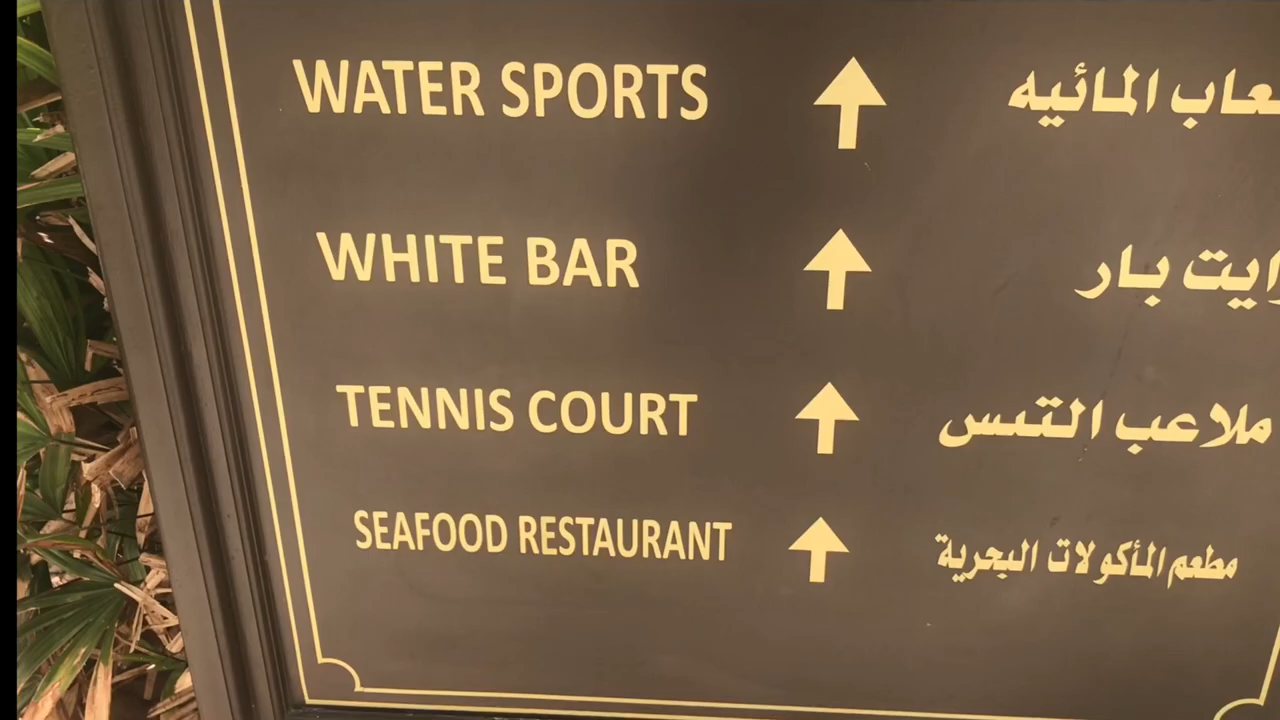 WATER SPORTS ↑ المائيه
WHITE BAR ↑ بار
TENNIS COURT ↑ ملاعب التنس
SEAFOOD RESTAURANT ↑ مطعم المأكولات البحرية